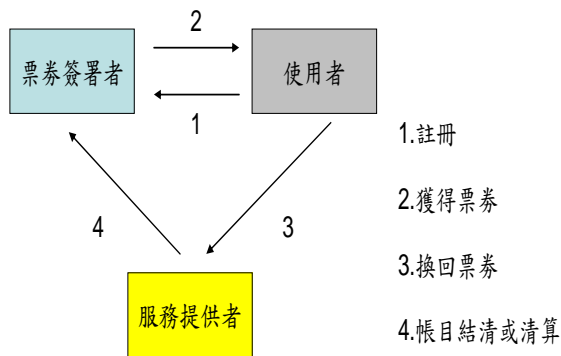 2
票券簽署者
使用者
1
1.註冊
2.獲得票券
4
3
3.換回票券
服務提供者
4.帳目結清或清算